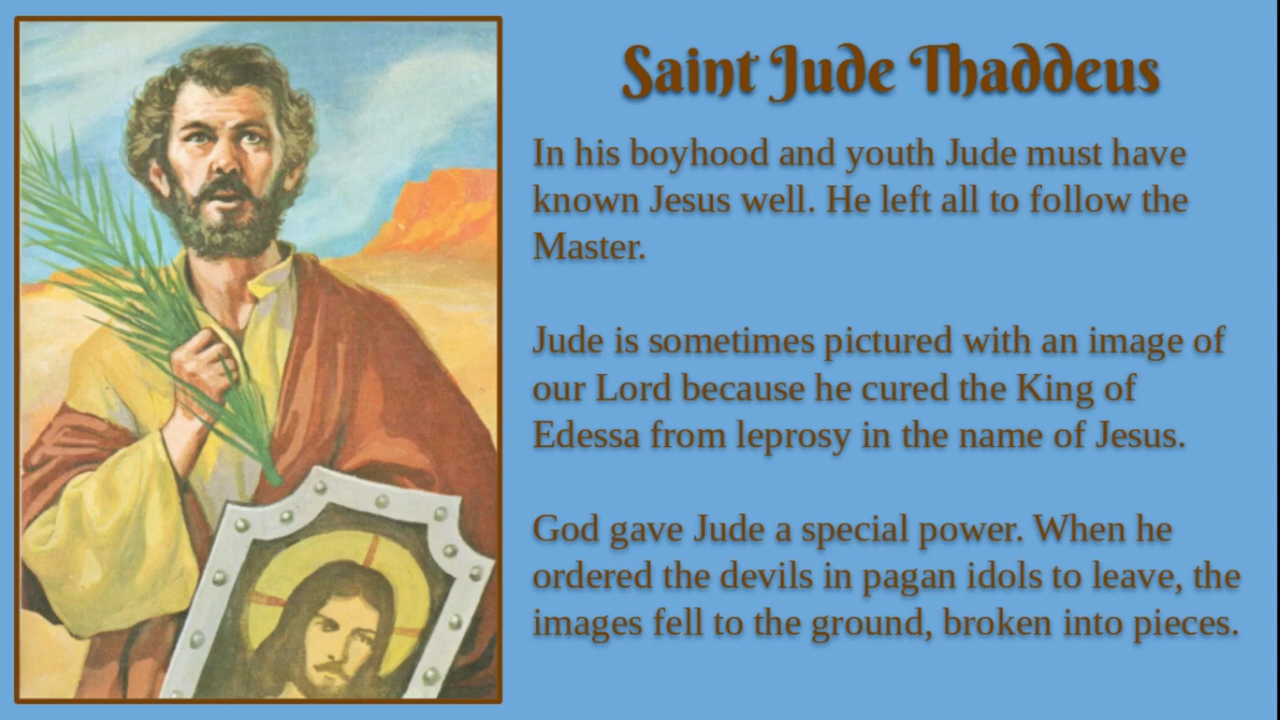 Saint Jude Thaddeus
In his boyhood and youth Jude must have
known Jesus well. He left all to follow the
Master.
Jude is sometimes pictured with an image of
our Lord because he cured the King of
Edessa from leprosy in the name of Jesus.
God gave Jude a special power. When he
ordered the devils in pagan idols to leave, the
images fell to the ground, broken into pieces.